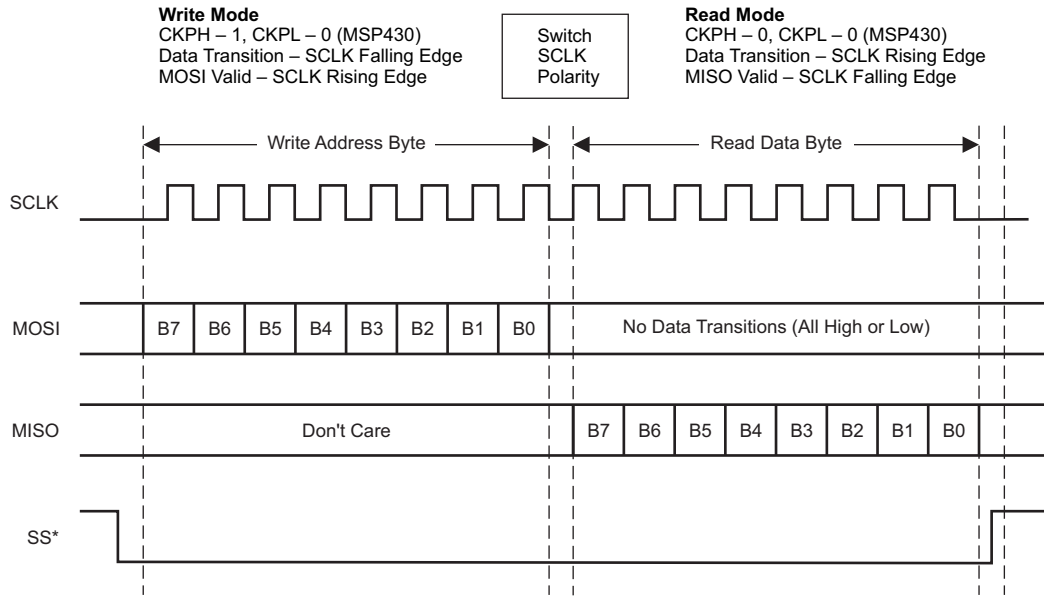 Write Mode
CKPH – 1, CKPL – 0 (MSP430)
Data Transition – SCLK Falling Edge
MOSI Valid – SCLK Rising Edge
Switch
SCLK
Polarity
Read Mode
CKPH – 0, CKPL – 0 (MSP430)
Data Transition – SCLK Rising Edge
MISO Valid – SCLK Falling Edge
Write Address Byte
Read Data Byte
SCLK
MOSI
B7 B6 B5 B4 B3 B2 B1 B0
No Data Transitions (All High or Low)
MISO
Don't Care
B7 B6 B5 B4 B3 B2 B1 B0
SS*